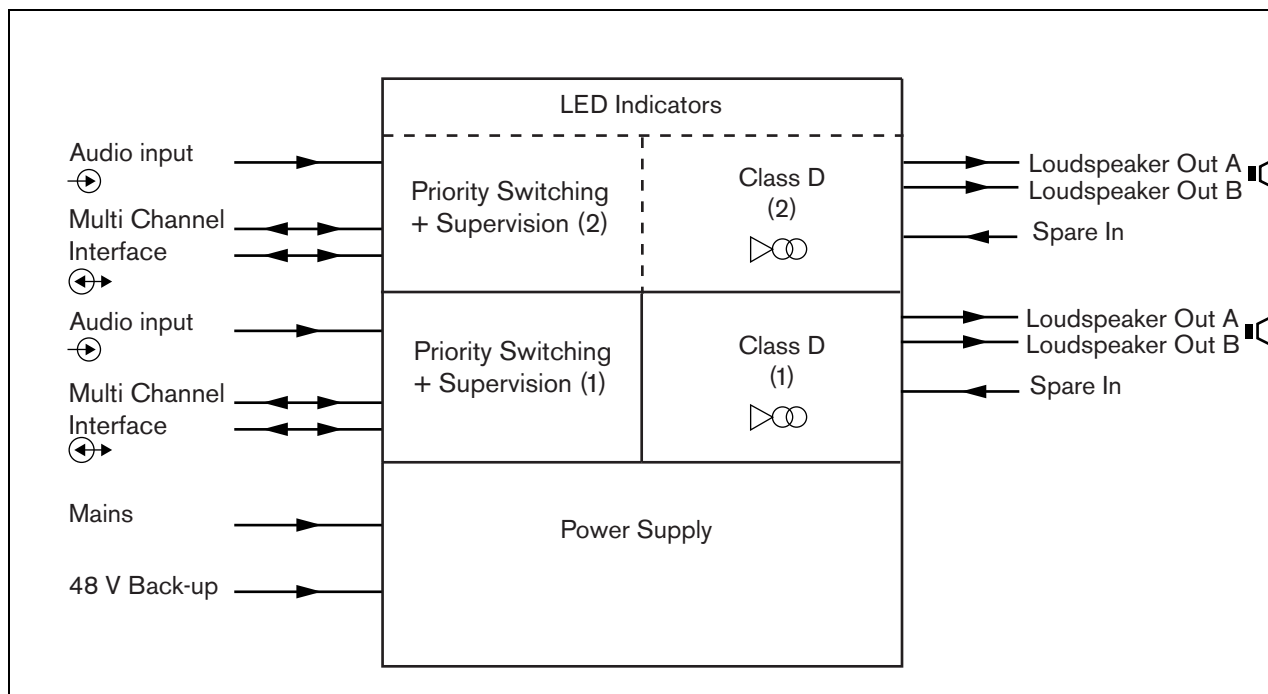 LED Indicators
Audio input
Multi Channel
Interface
Priority Switching
+ Supervision (2)
Class D
(2)
Loudspeaker Out A
Loudspeaker Out B
Spare In
Audio input
Multi Channel
Interface
Priority Switching
+ Supervision (1)
Class D
(1)
Loudspeaker Out A
Loudspeaker Out B
Spare In
Mains
48 V Back-up
Power Supply